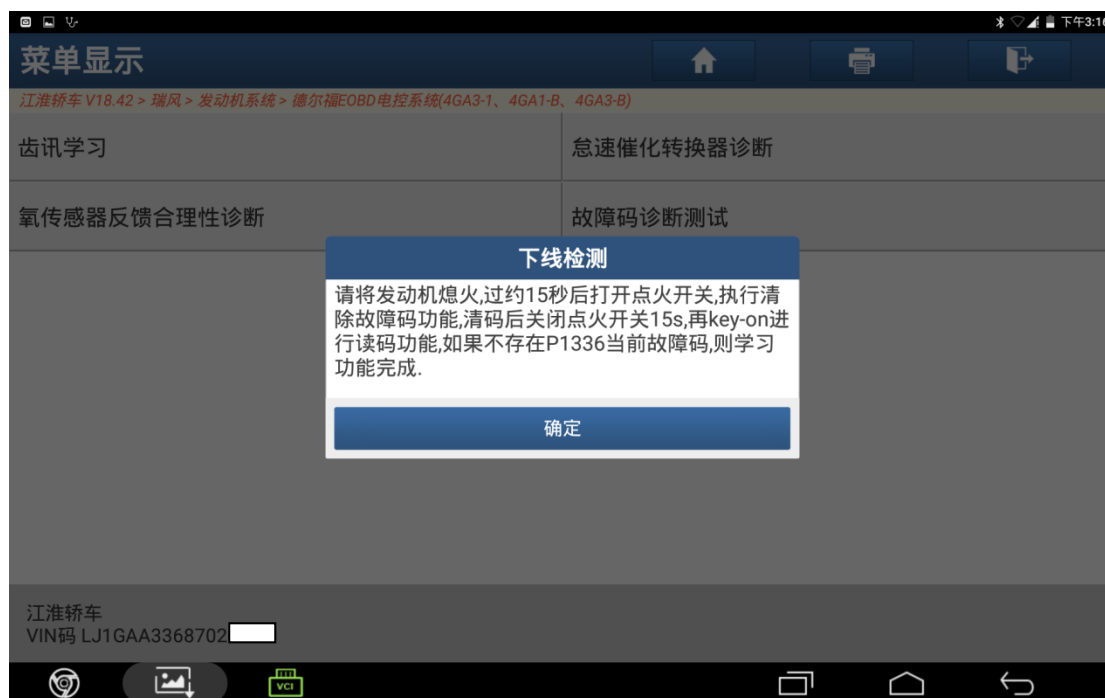 下午3:16
菜单显示
江淮轿车 V18.42 > 瑞风 > 发动机系统 > 德尔福EOBD电控系统(4GA3-1、4GA1-B、4GA3-B)
齿讯学习
怠速催化转换器诊断
氧传感器反馈合理性诊断
故障码诊断测试
下线检测
请将发动机熄火,过约15秒后打开点火开关,执行清
除故障码功能,清码后关闭点火开关15s,再key-on进
行读码功能,如果不存在P1336当前故障码,则学习
功能完成.
确定
江淮轿车
VIN码 LJ1GAA3368702
VCI